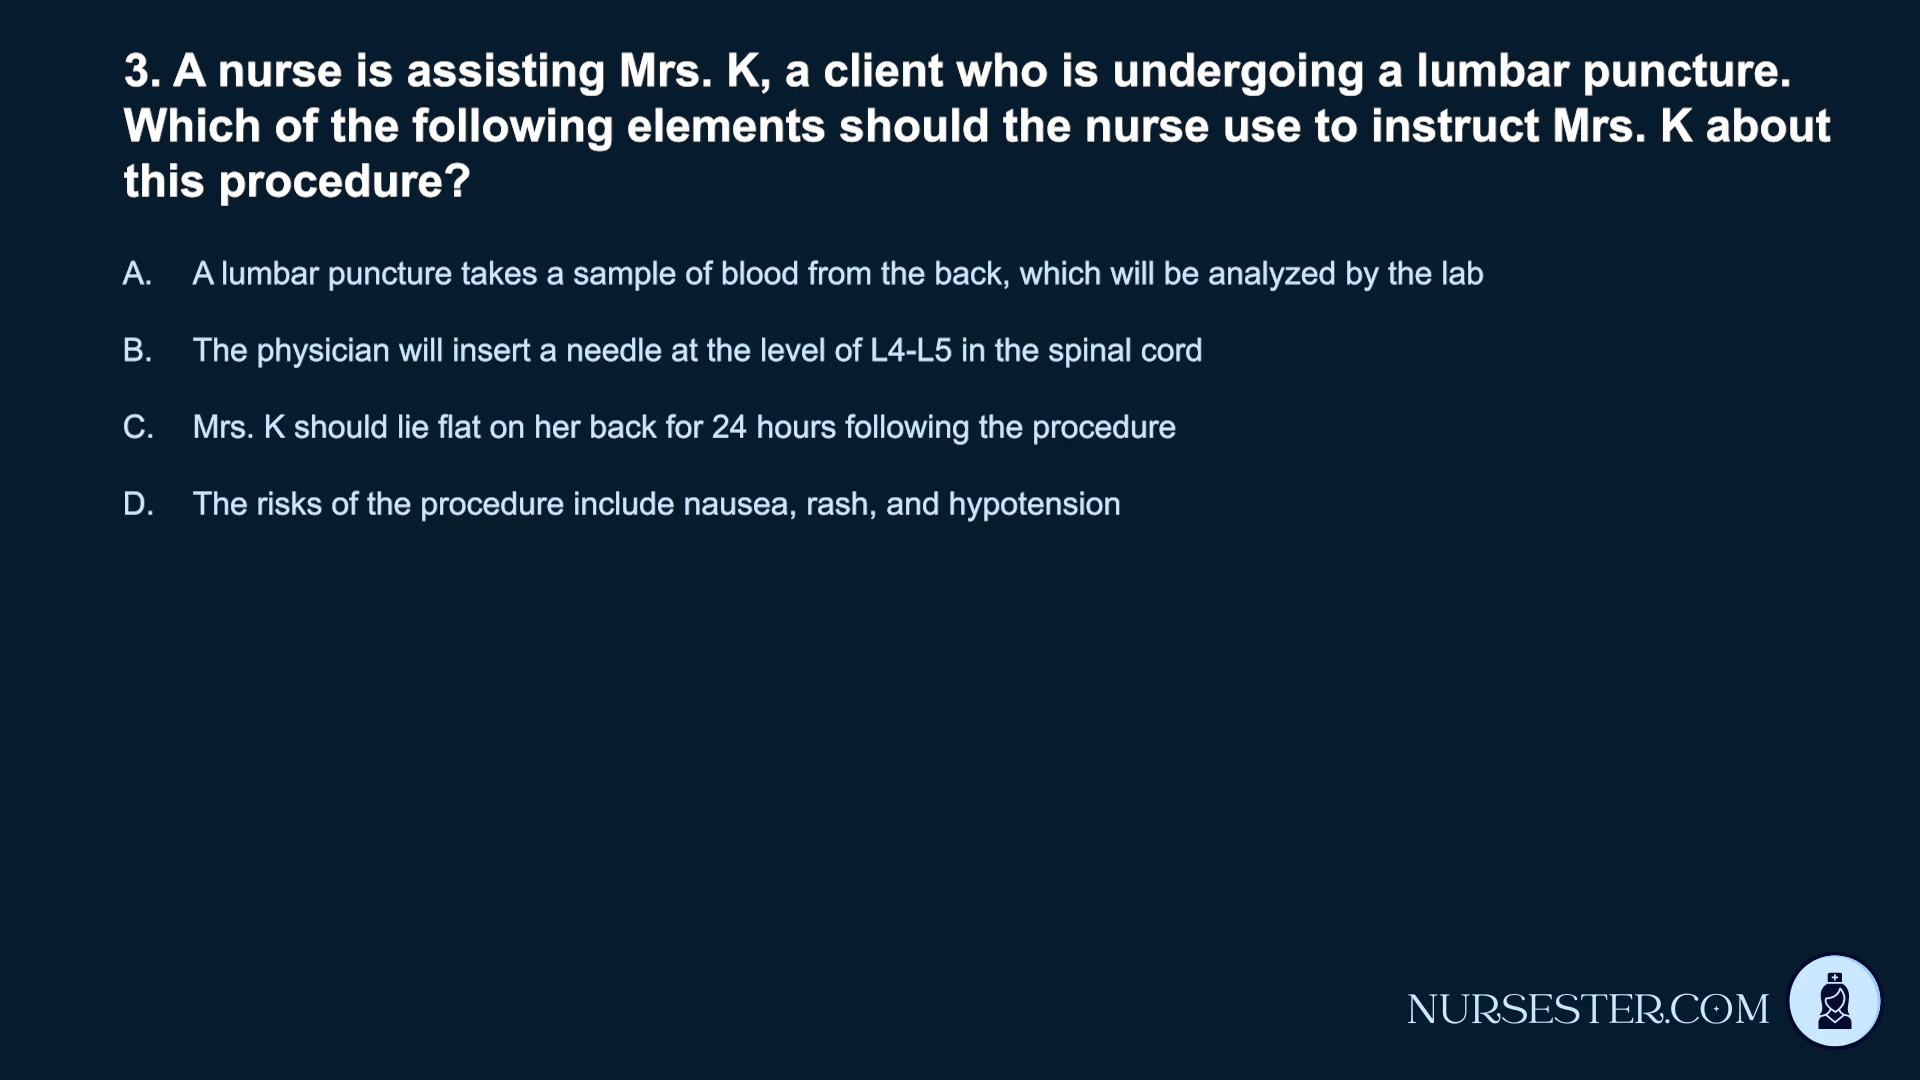 3. A nurse is assisting Mrs. K, a client who is undergoing a lumbar puncture.
Which of the following elements should the nurse use to instruct Mrs. K about
this procedure?
A. A lumbar puncture takes a sample of blood from the back, which will be analyzed by the lab
B. The physician will insert a needle at the level of L4-L5 in the spinal cord
C. Mrs. K should lie flat on her back for 24 hours following the procedure
D. The risks of the procedure include nausea, rash, and hypotension
NURSESTER.COM